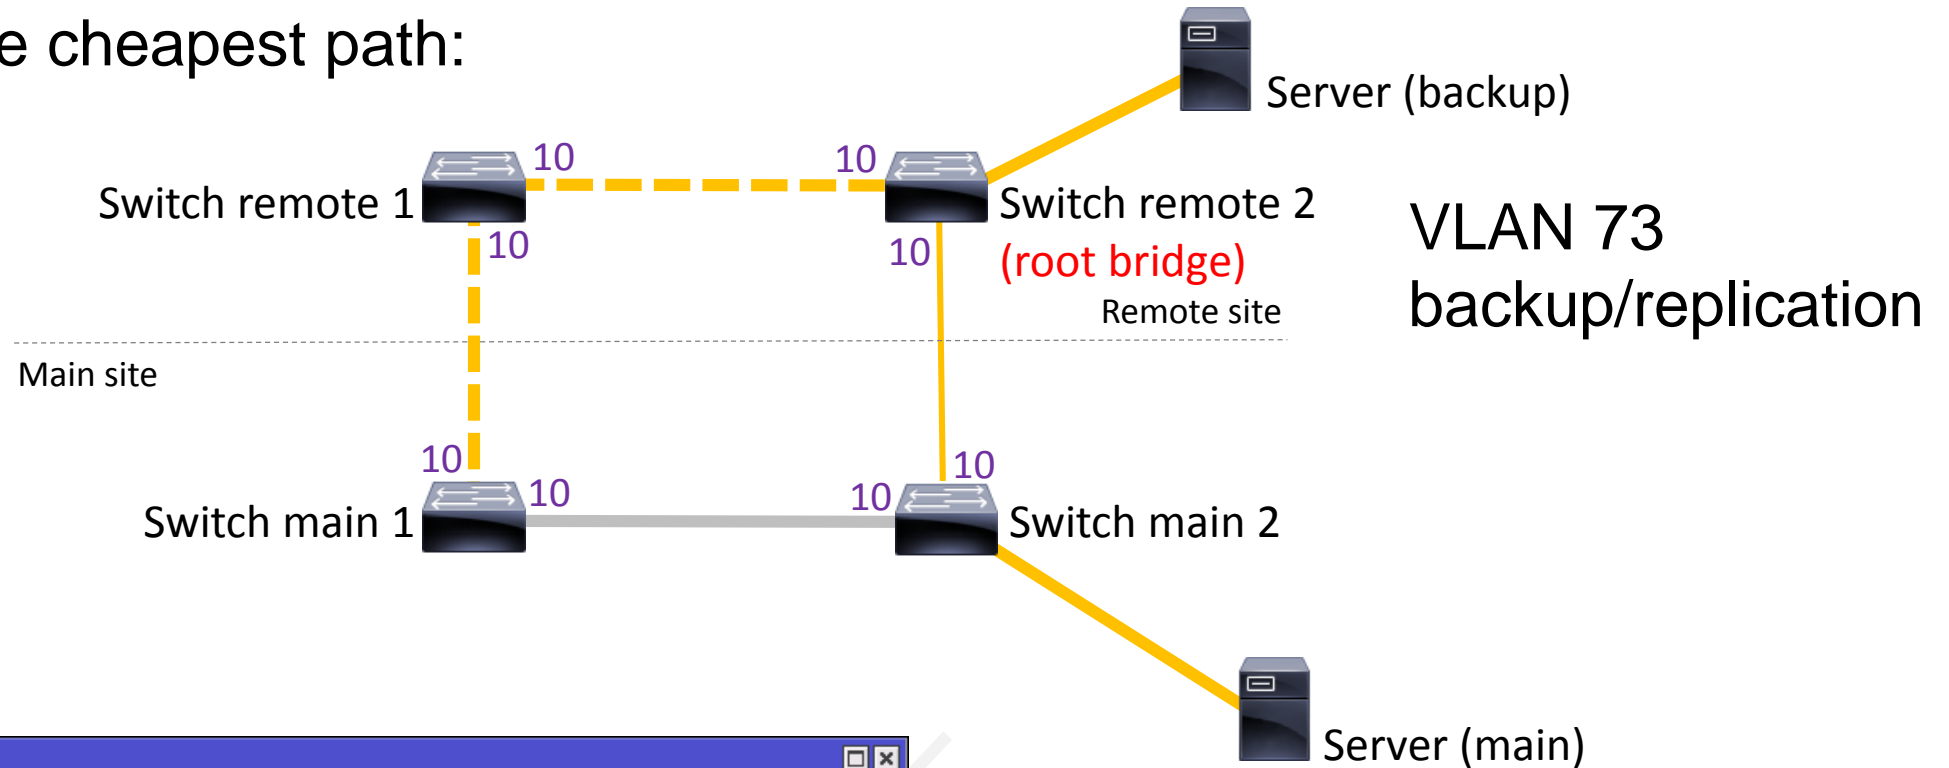 e cheapest path:
Server (backup)
10
10
Switch remote 1
Switch remote 2
VLAN 73
10
10
(root bridge)
backup/replication
Remote site
Main site
10
10
10
10
Switch main 1
Switch main 2
Server (main)